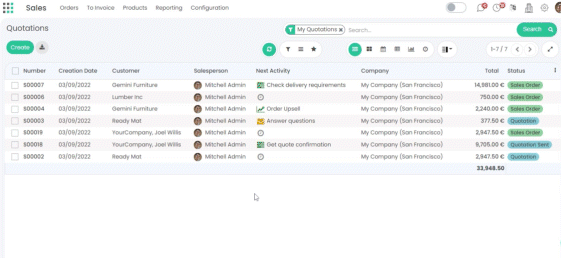 Sales Orders To Invoice Products Reporting Configuration
Quotations
My Quotations × Search... Search
Create 1-7 / 7
Number Creation Date Customer Salesperson Next Activity Company Total Status
S00007 03/09/2022 Gemini Furniture Mitchell Admin Check delivery requirements My Company (San Francisco) 14,981.00 € Sales Order
S00006 03/09/2022 Lumber Inc Mitchell Admin My Company (San Francisco) 750.00 € Sales Order
S00004 03/09/2022 Gemini Furniture Mitchell Admin Order Upsell My Company (San Francisco) 2,240.00 € Sales Order
S00003 03/09/2022 Ready Mat Mitchell Admin Answer questions My Company (San Francisco) 377.50 € Quotation
S00019 03/09/2022 YourCompany, Joel Willis Mitchell Admin My Company (San Francisco) 2,947.50 € Sales Order
S00018 03/09/2022 YourCompany, Joel Willis Mitchell Admin Get quote confirmation My Company (San Francisco) 9,705.00 € Quotation Sent
S00002 03/09/2022 Ready Mat Mitchell Admin My Company (San Francisco) 2,947.50 € Quotation
33,948.50